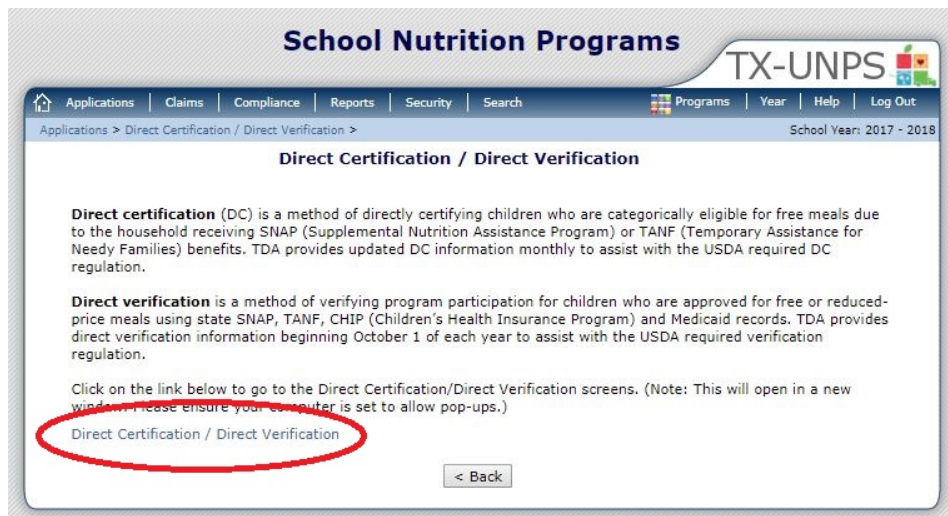 School Nutrition Programs
TX-UNPS
Applications | Claims | Compliance | Reports | Security | Search Programs | Year | Help | Log Out
Applications > Direct Certification / Direct Verification > School Year: 2017 - 2018
Direct Certification / Direct Verification
Direct certification (DC) is a method of directly certifying children who are categorically eligible for free meals due
to the household receiving SNAP (Supplemental Nutrition Assistance Program) or TANF (Temporary Assistance for
Needy Families) benefits. TDA provides updated DC information monthly to assist with the USDA required DC
regulation.
Direct verification is a method of verifying program participation for children who are approved for free or reduced-
price meals using state SNAP, TANF, CHIP (Children's Health Insurance Program) and Medicaid records. TDA provides
direct verification information beginning October 1 of each year to assist with the USDA required verification
regulation.
Click on the link below to go to the Direct Certification/Direct Verification screens. (Note: This will open in a new
window. Please ensure your computer is set to allow pop-ups.)
Direct Certification / Direct Verification
< Back